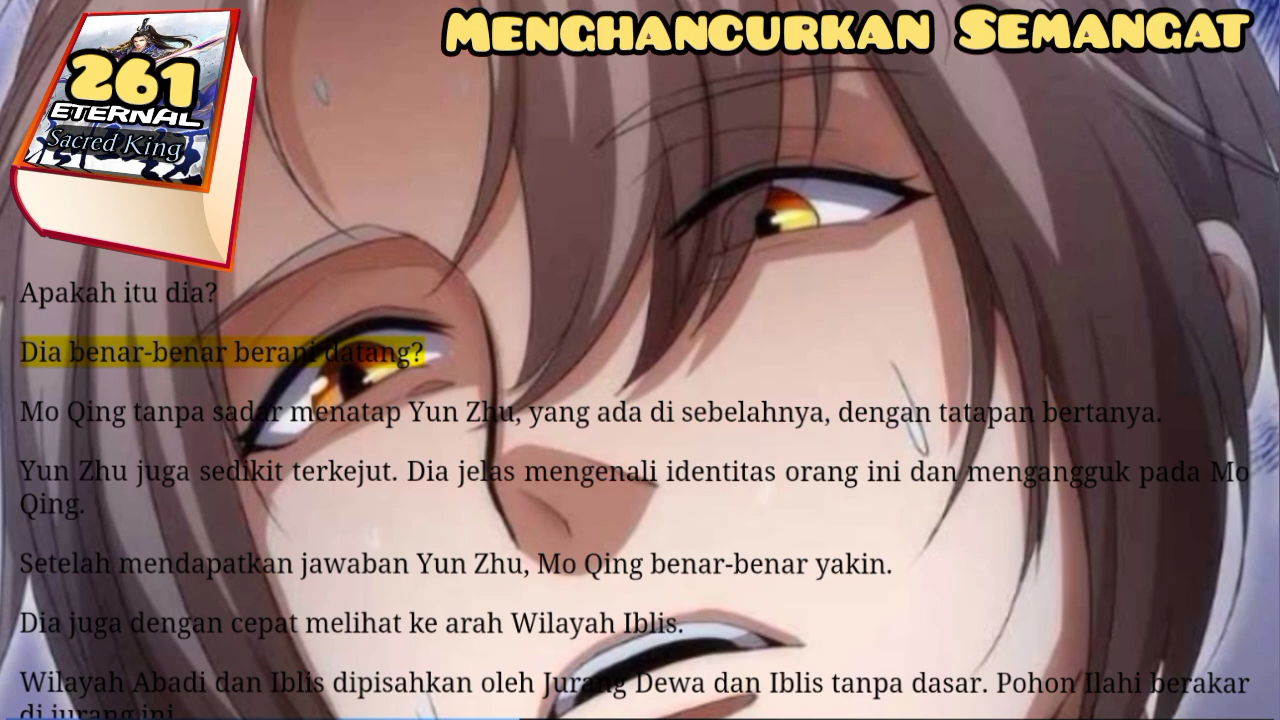 Menghancurkan Semangat
261
ETERNAL
Sacred King
Apakah itu dia?
Dia benar-benar berani datang?
Mo Qing tanpa sadar menatap Yun Zhu, yang ada di sebelahnya, dengan tatapan bertanya.
Yun Zhu juga sedikit terkejut. Dia jelas mengenali identitas orang ini dan mengangguk pada Mo
Qing.
Setelah mendapatkan jawaban Yun Zhu, Mo Qing benar-benar yakin.
Dia juga dengan cepat melihat ke arah Wilayah Iblis.
Wilayah Abadi dan Iblis dipisahkan oleh Jurang Dewa dan Iblis tanpa dasar. Pohon Ilahi berakar
di jurang ini.